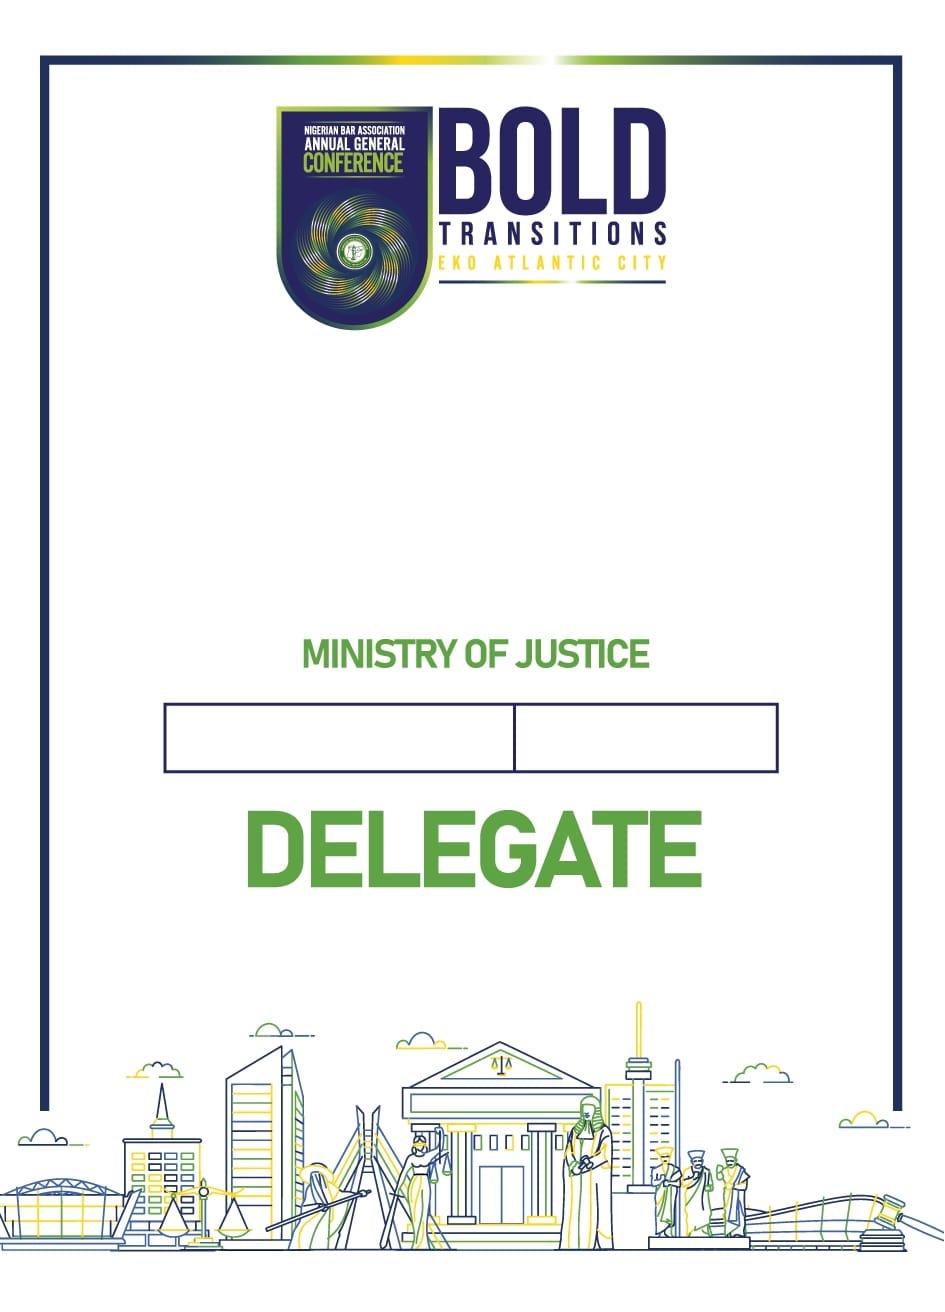 NIGERIAN BAR ASSOCIATION
ANNUAL GENERAL
CONFERENCE
BOLD
TRANSITIONS
EKO ATLANTIC CITY
MINISTRY OF JUSTICE
DELEGATE